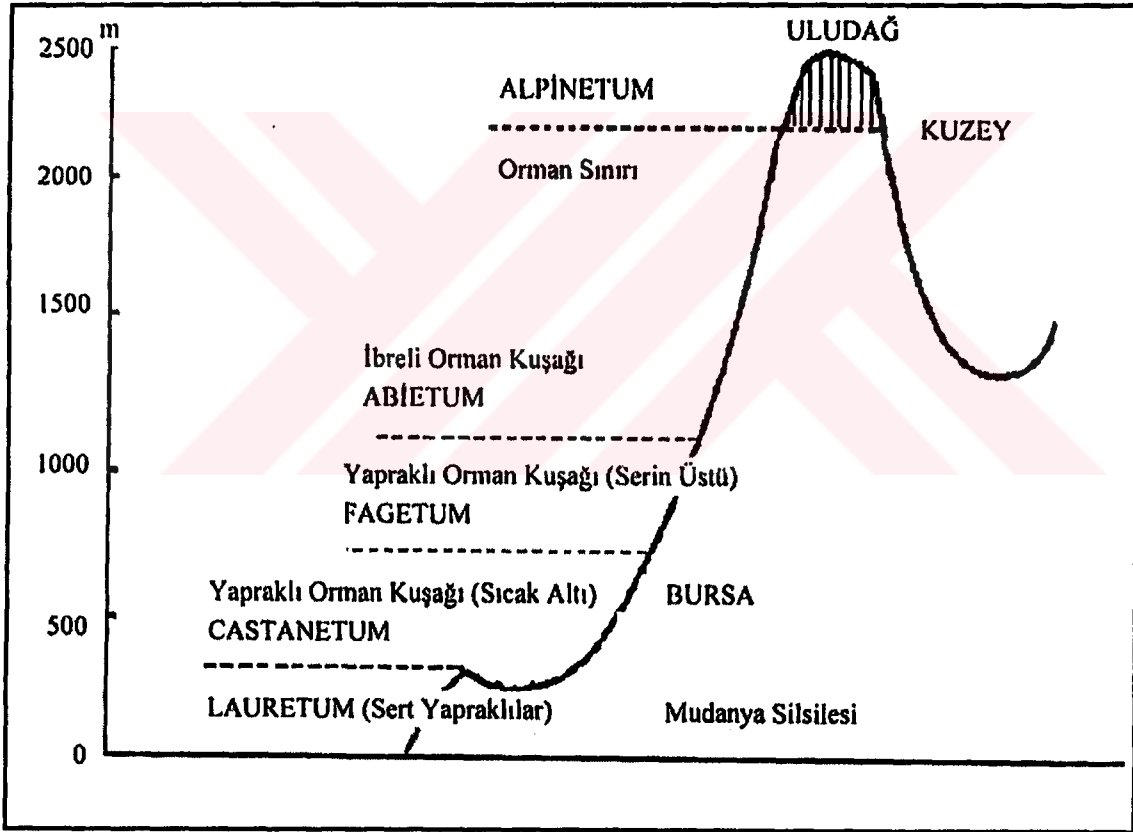 m
2500
ULUDAĞ
ALPİNETUM
KUZEY
Orman Sınırı
2000
1500
İbreli Orman Kuşağı
ABİETUM
1000
Yapraklı Orman Kuşağı (Serin Üstü)
FAGETUM
Yapraklı Orman Kuşağı (Sıcak Altı)
BURSA
500
CASTANETUM
LAURETUM (Sert Yapraklılar)
Mudanya Silsilesi
0